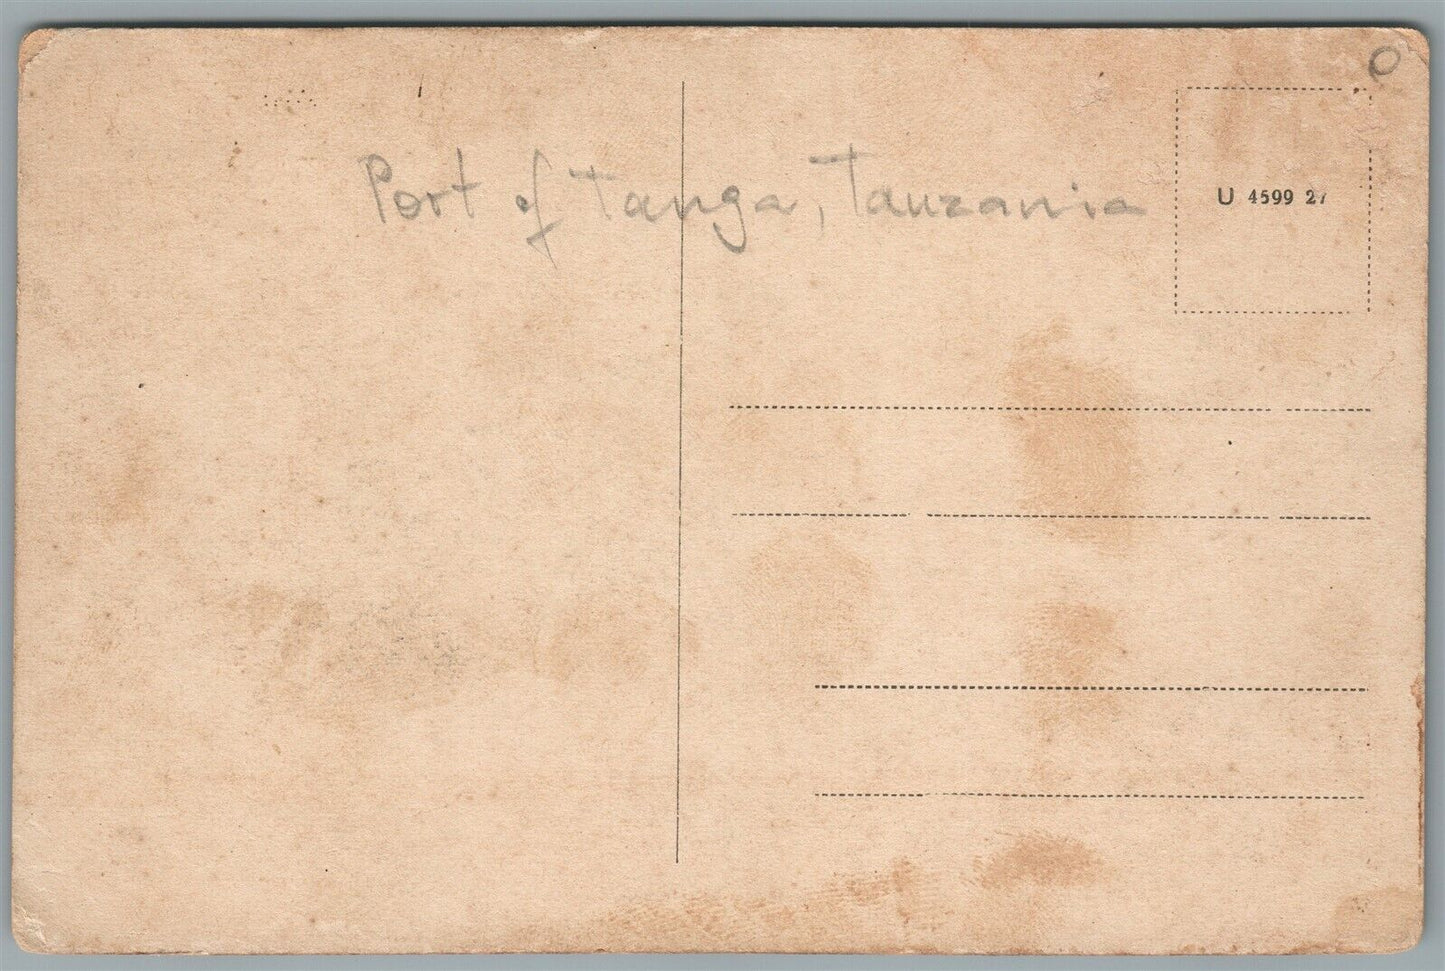 Port of Tanga, Tanzania
U 4599 27
O